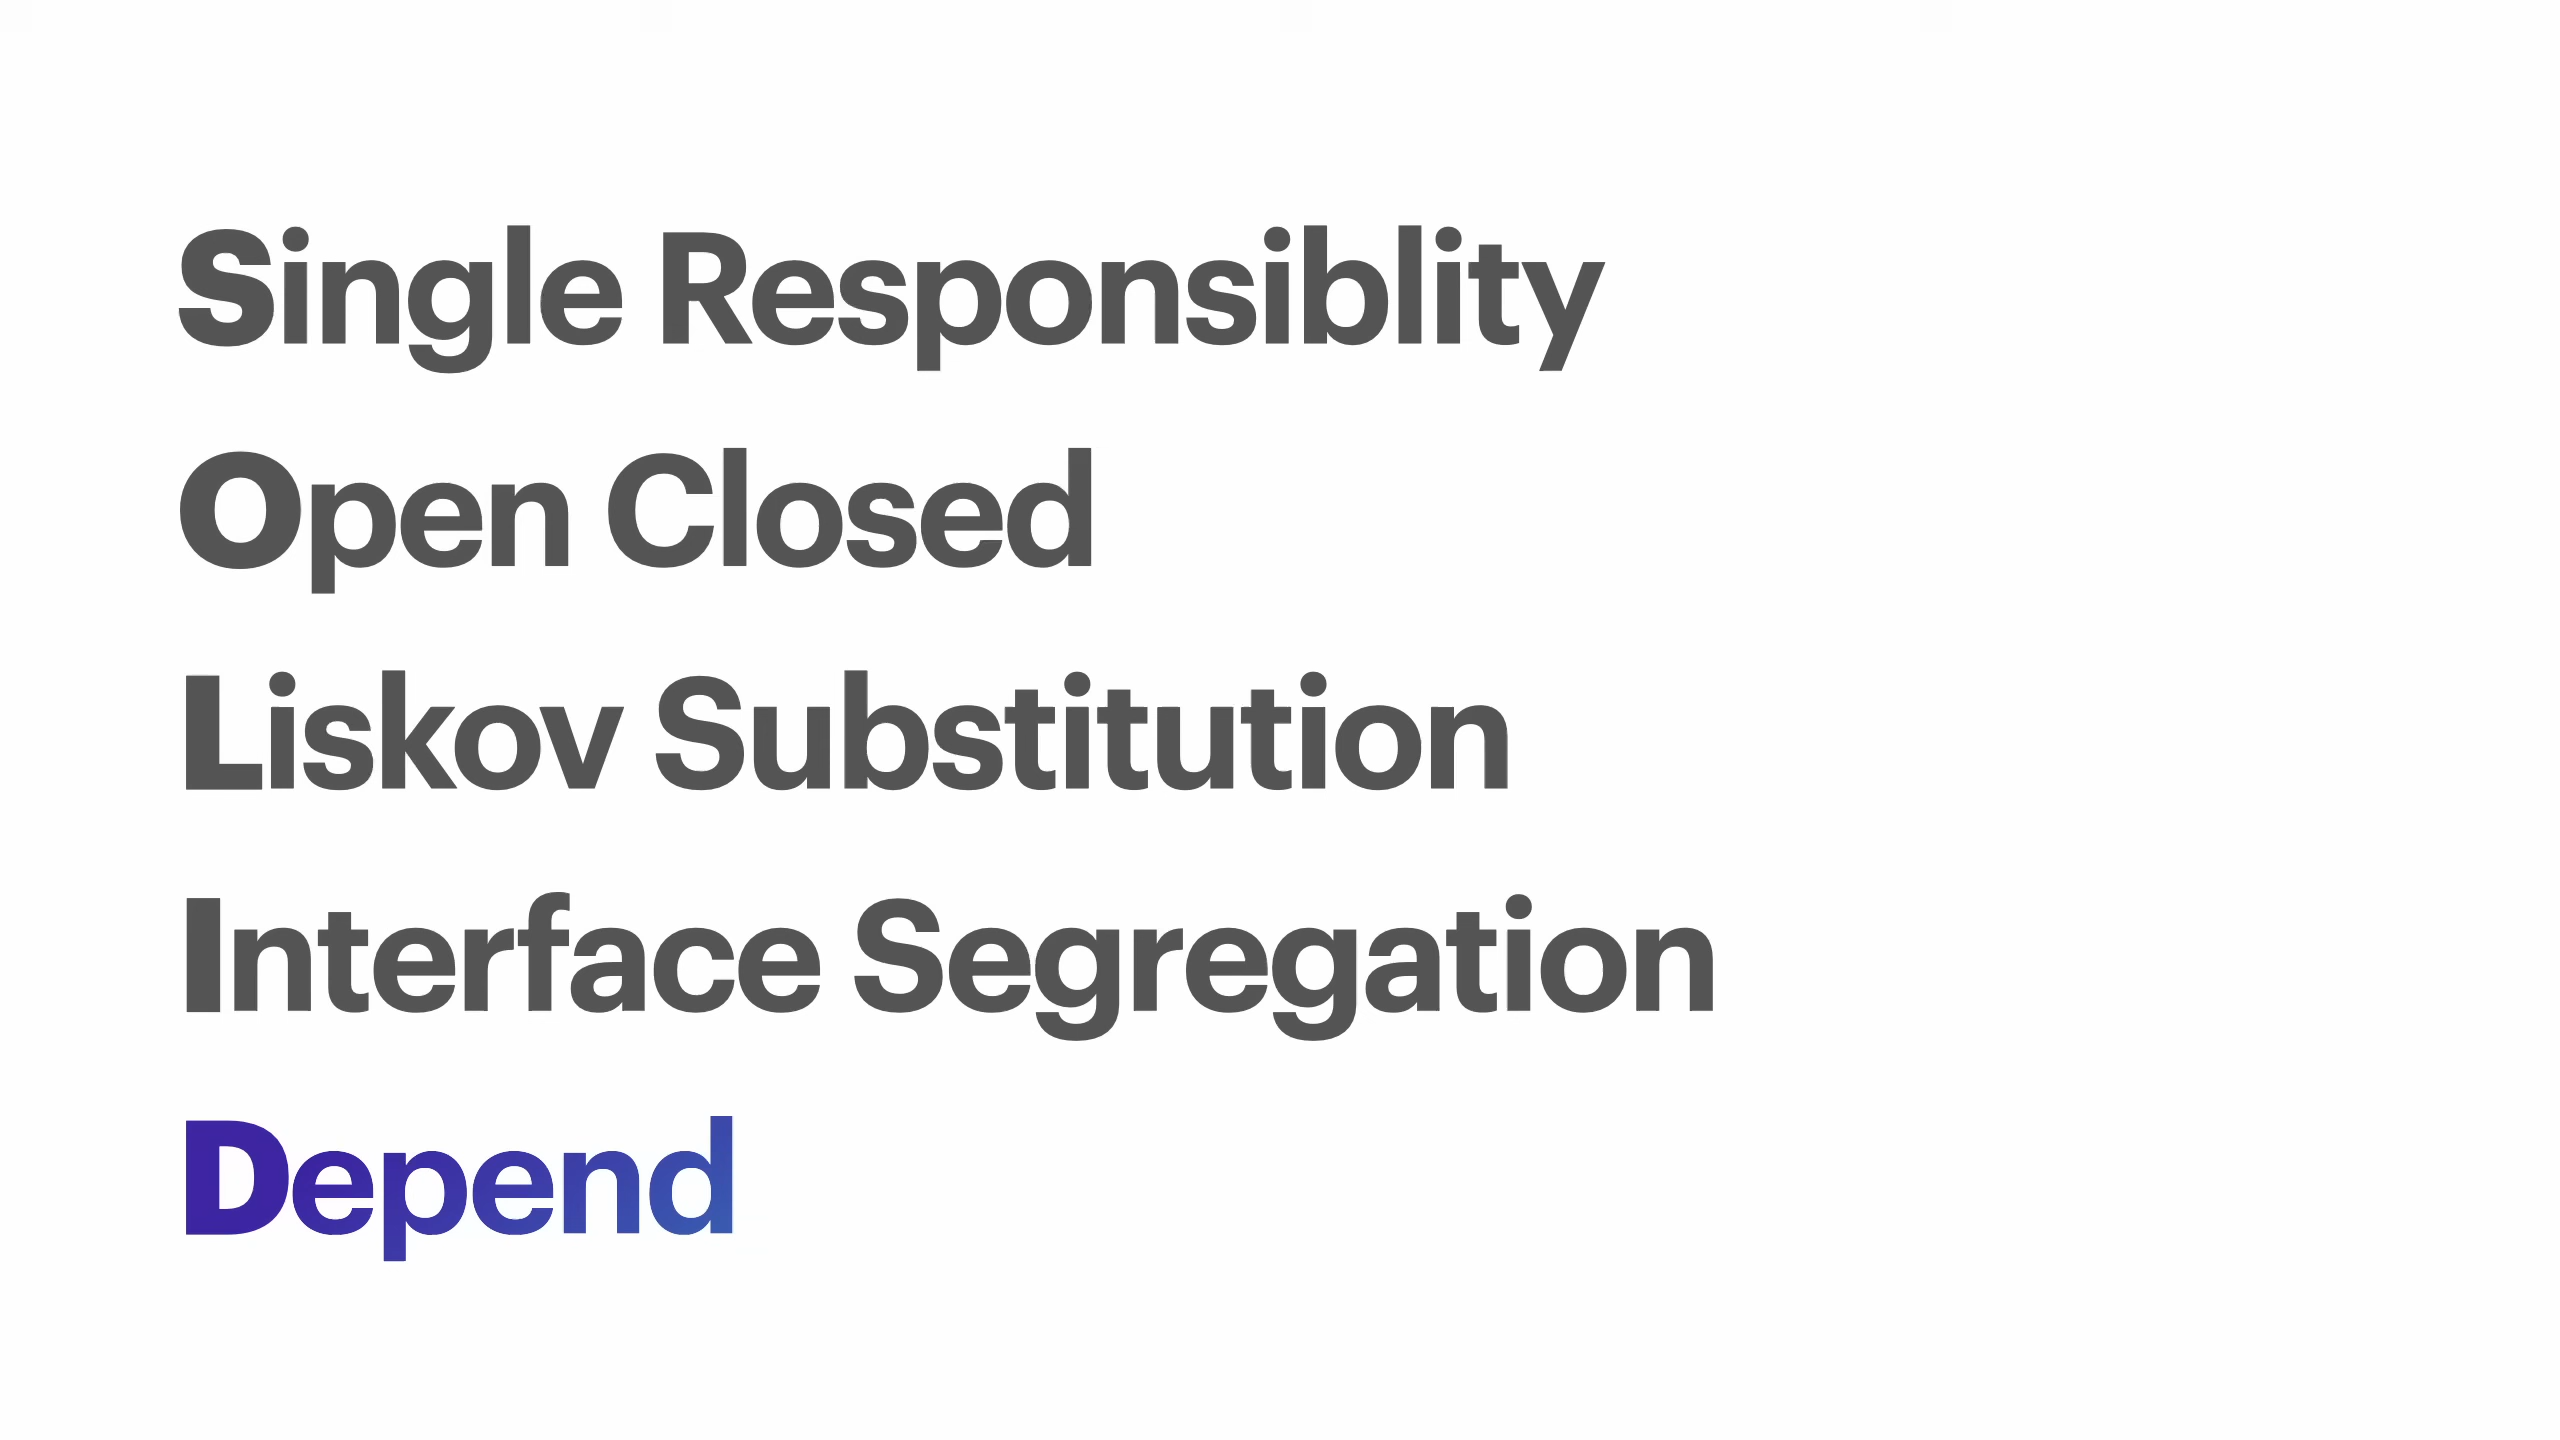 Single Responsiblity
Open Closed
Liskov Substitution
Interface Segregation
Depend